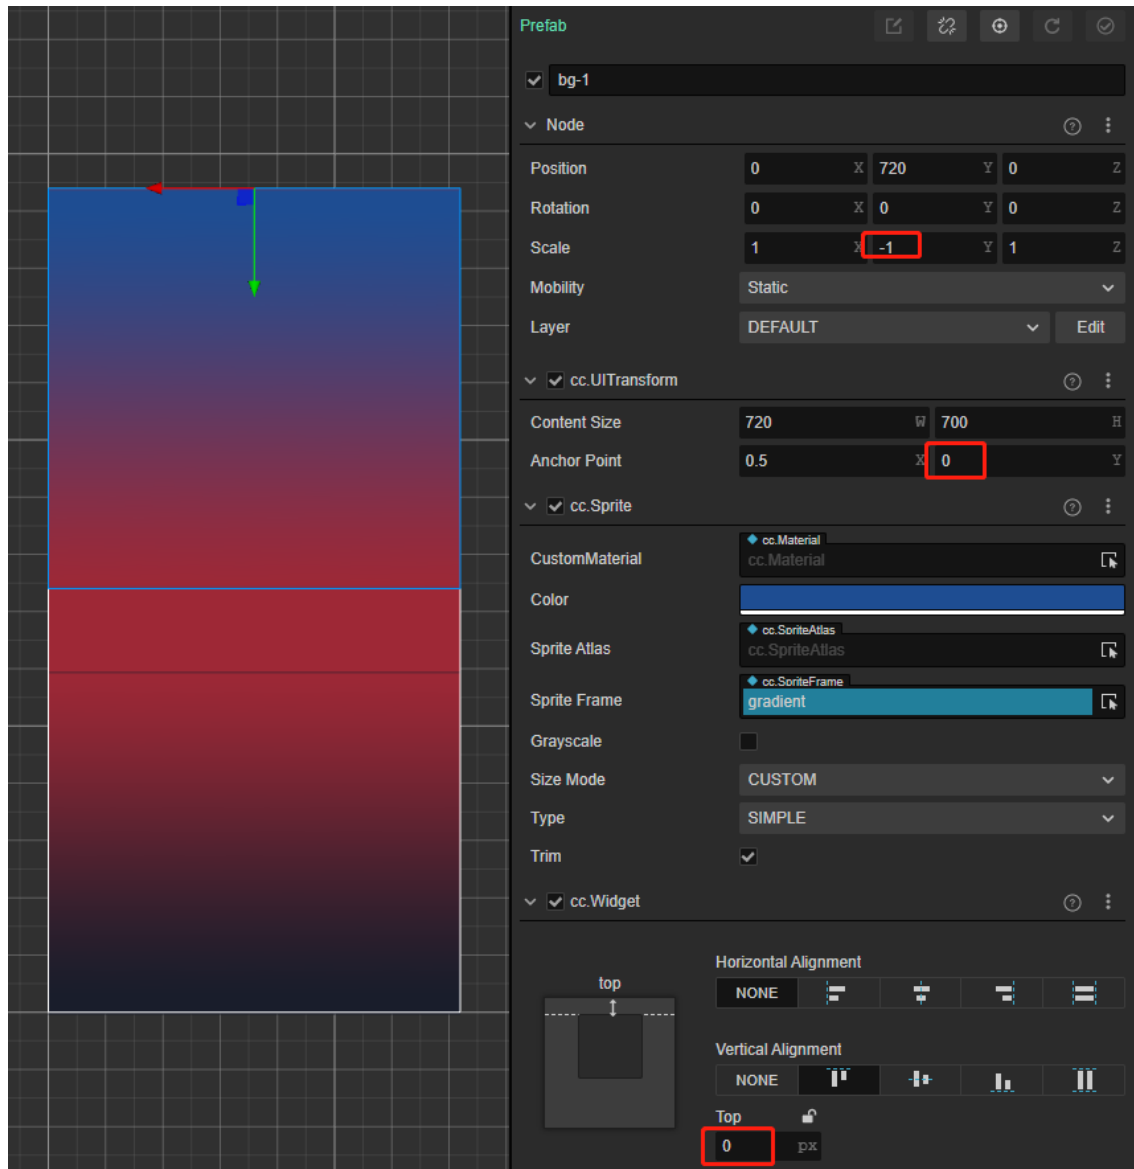 Prefab
bg-1
Node
Position 0 X 720 Y 0 Z
Rotation 0 X 0 Y 0 Z
Scale 1 X -1 Y 1 Z
Mobility Static
Layer DEFAULT Edit
cc.UITransform
Content Size 720 W 700 H
Anchor Point 0.5 X 0 Y
cc.Sprite
cc.Material
CustomMaterial cc.Material
Color
cc.SpriteAtlas
Sprite Atlas cc.SpriteAtlas
cc.SpriteFrame
Sprite Frame gradient
Grayscale
Size Mode CUSTOM
Type SIMPLE
Trim
cc.Widget
Horizontal Alignment
top
NONE
Vertical Alignment
NONE
Top
0 px